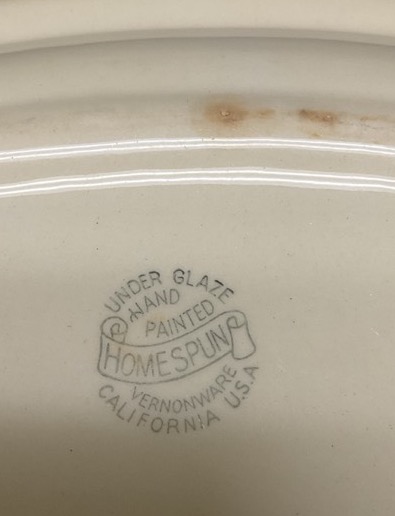 UNDER GLAZE
HAND
PAINTED
HOMESPUN
VERNONWARE
CALIFORNIA U.S.A